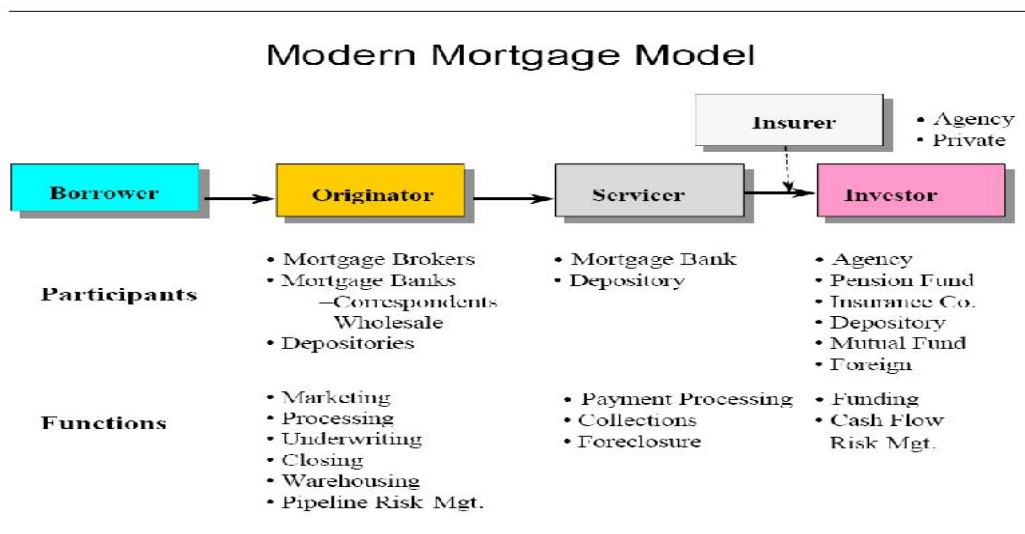 Modern Mortgage Model
Insurer
• Agency
• Private
Borrower
Originator
Servicer
Investor
Participants
• Mortgage Brokers
• Mortgage Banks
–Correspondents
Wholesale
• Depositories
• Mortgage Bank
• Depository
• Agency
• Pension Fund
• Insurance Co.
• Depository
• Mutual Fund
• Foreign
Functions
• Marketing
• Processing
• Underwriting
• Closing
• Warehousing
• Pipeline Risk Mgt.
• Payment Processing
• Collections
• Foreclosure
• Funding
• Cash Flow
Risk Mgt.